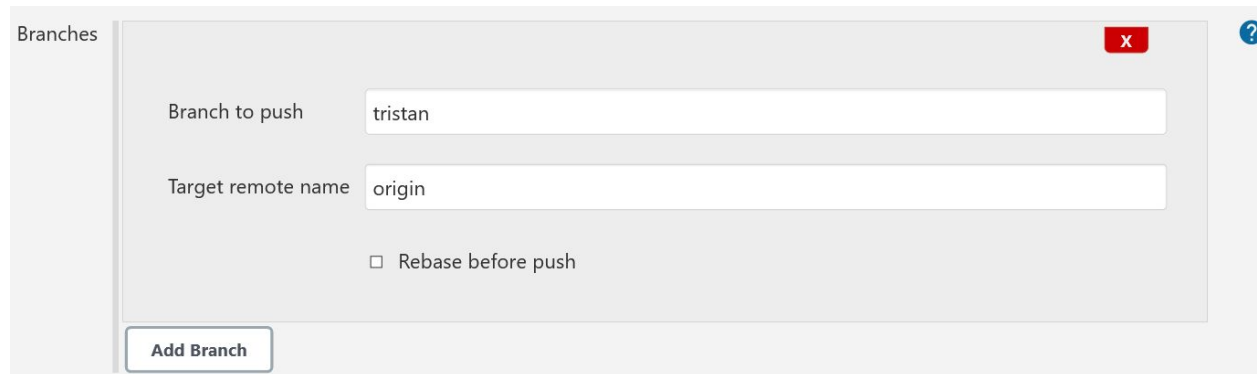 Branches
X
?
Branch to push
tristan
Target remote name
origin
Rebase before push
Add Branch